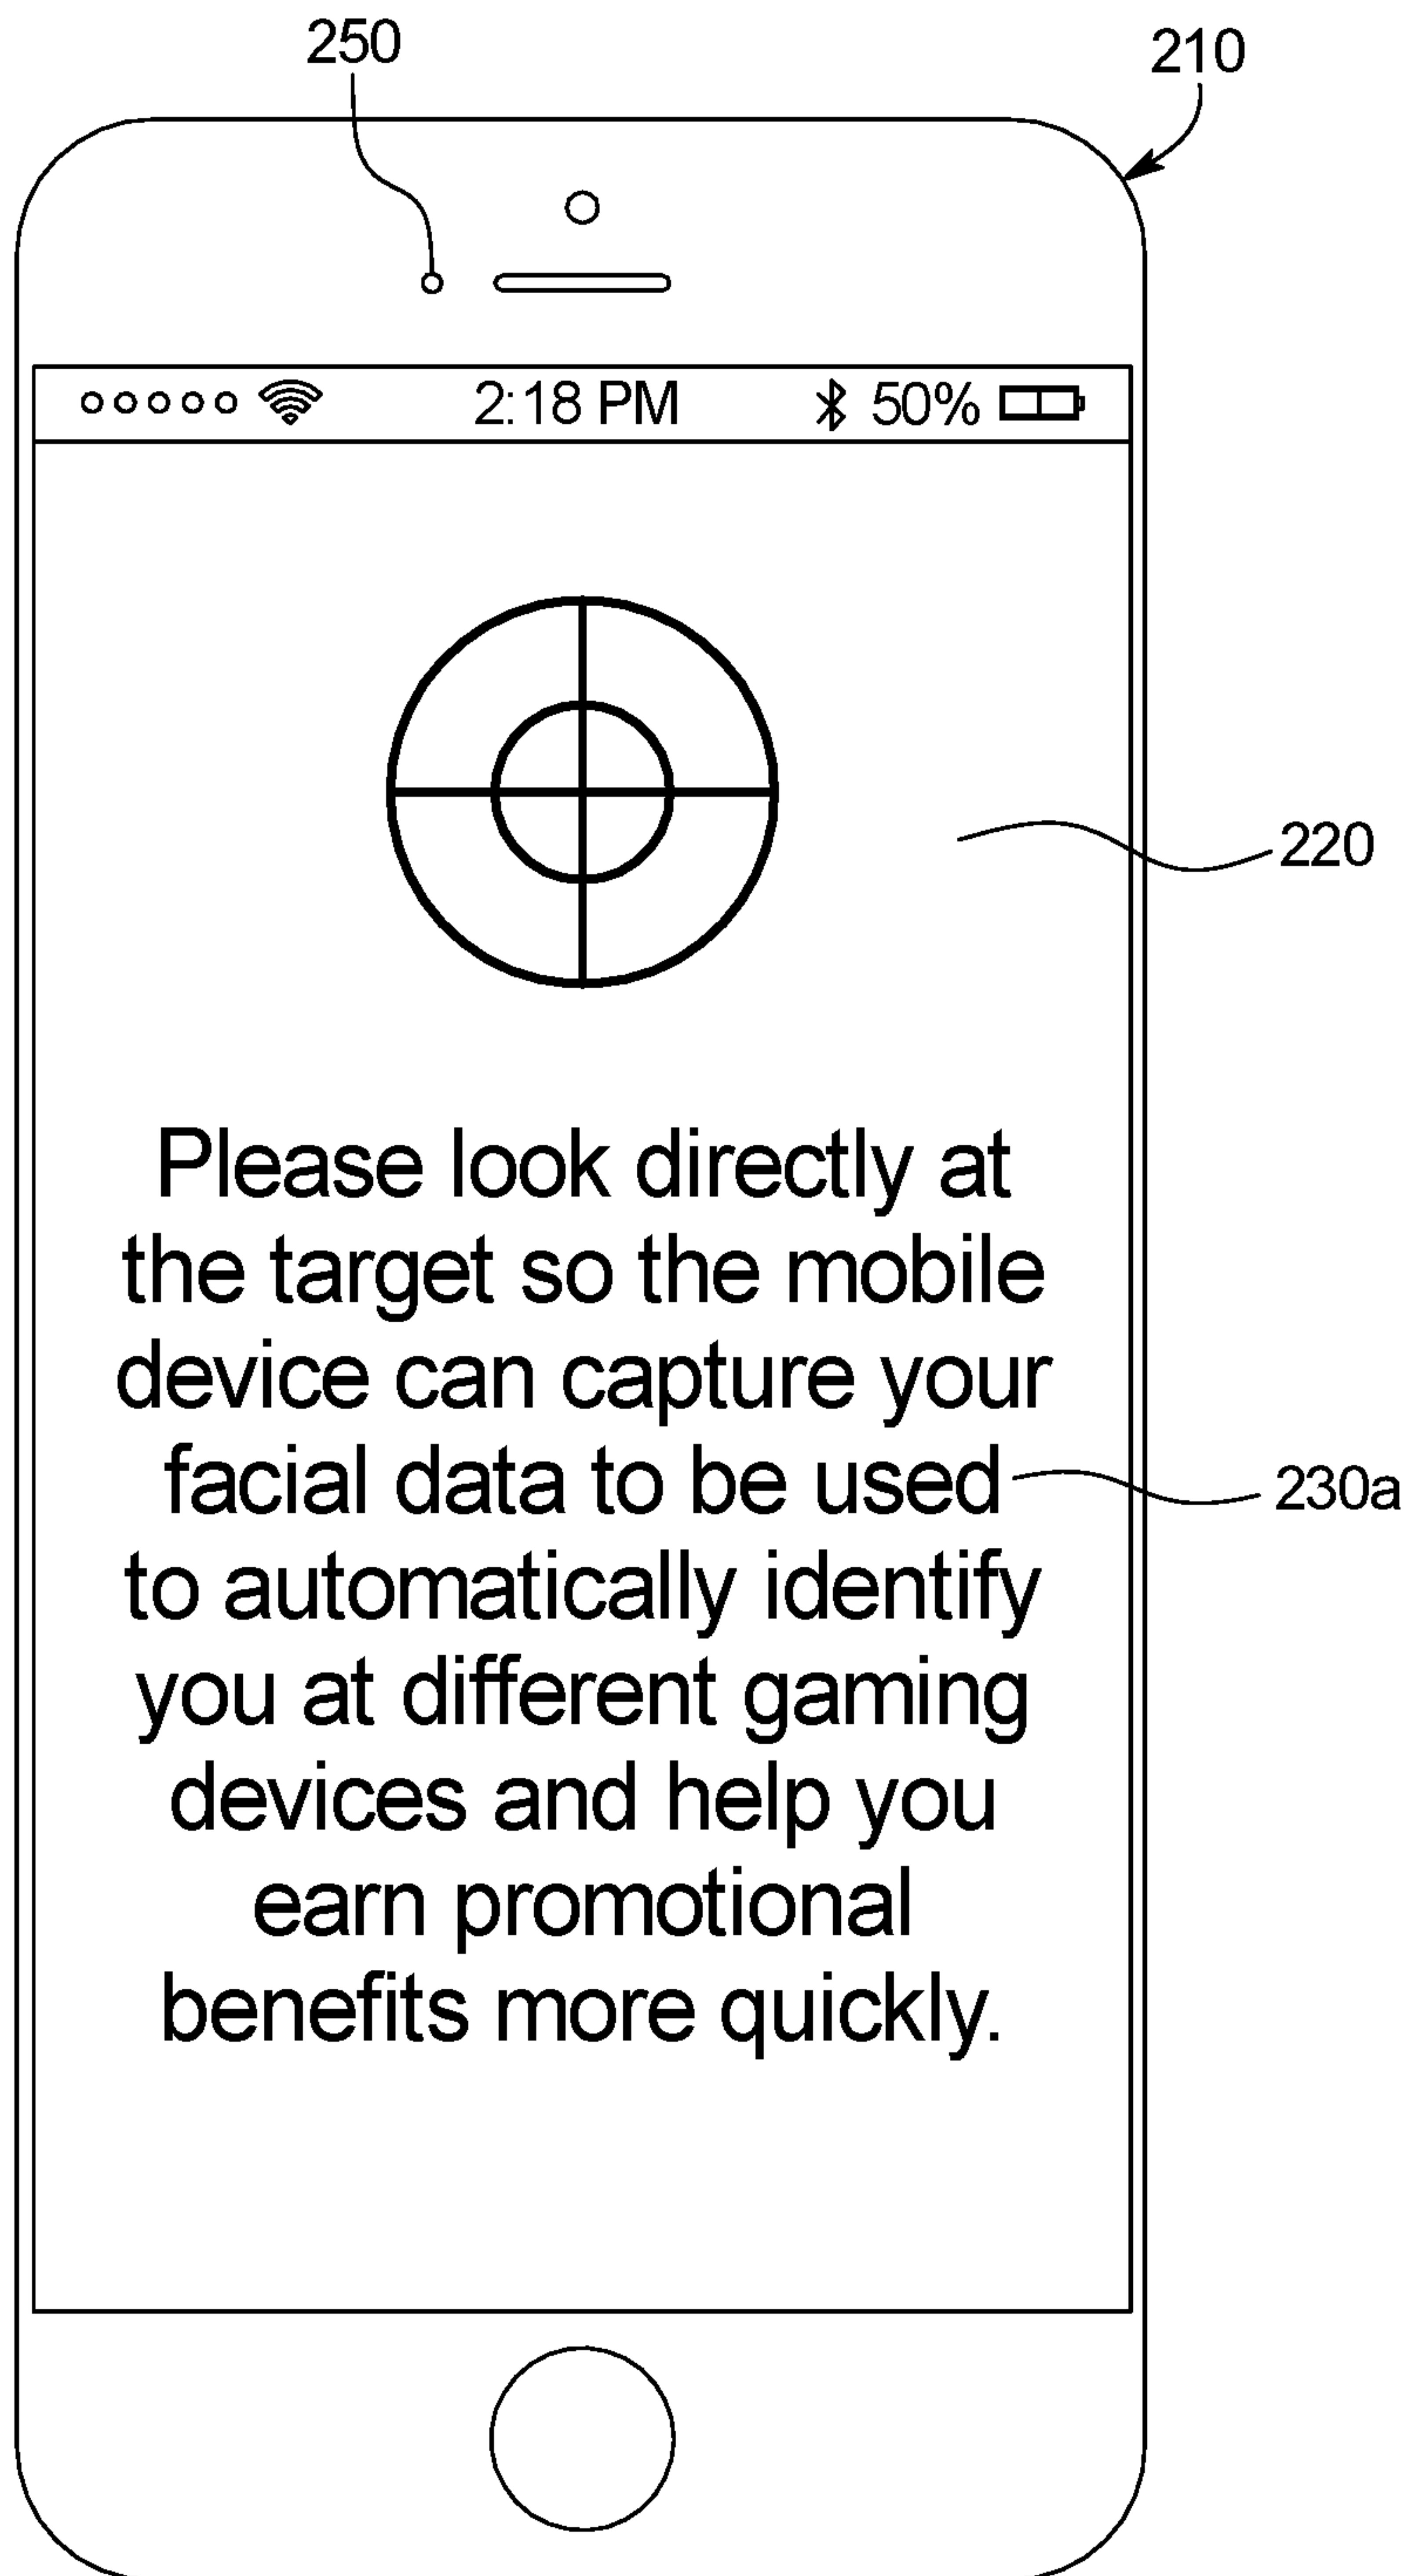 250
210
2:18 PM 50%
220
Please look directly at
the target so the mobile
device can capture your
facial data to be used
230a
to automatically identify
you at different gaming
devices and help you
earn promotional
benefits more quickly.